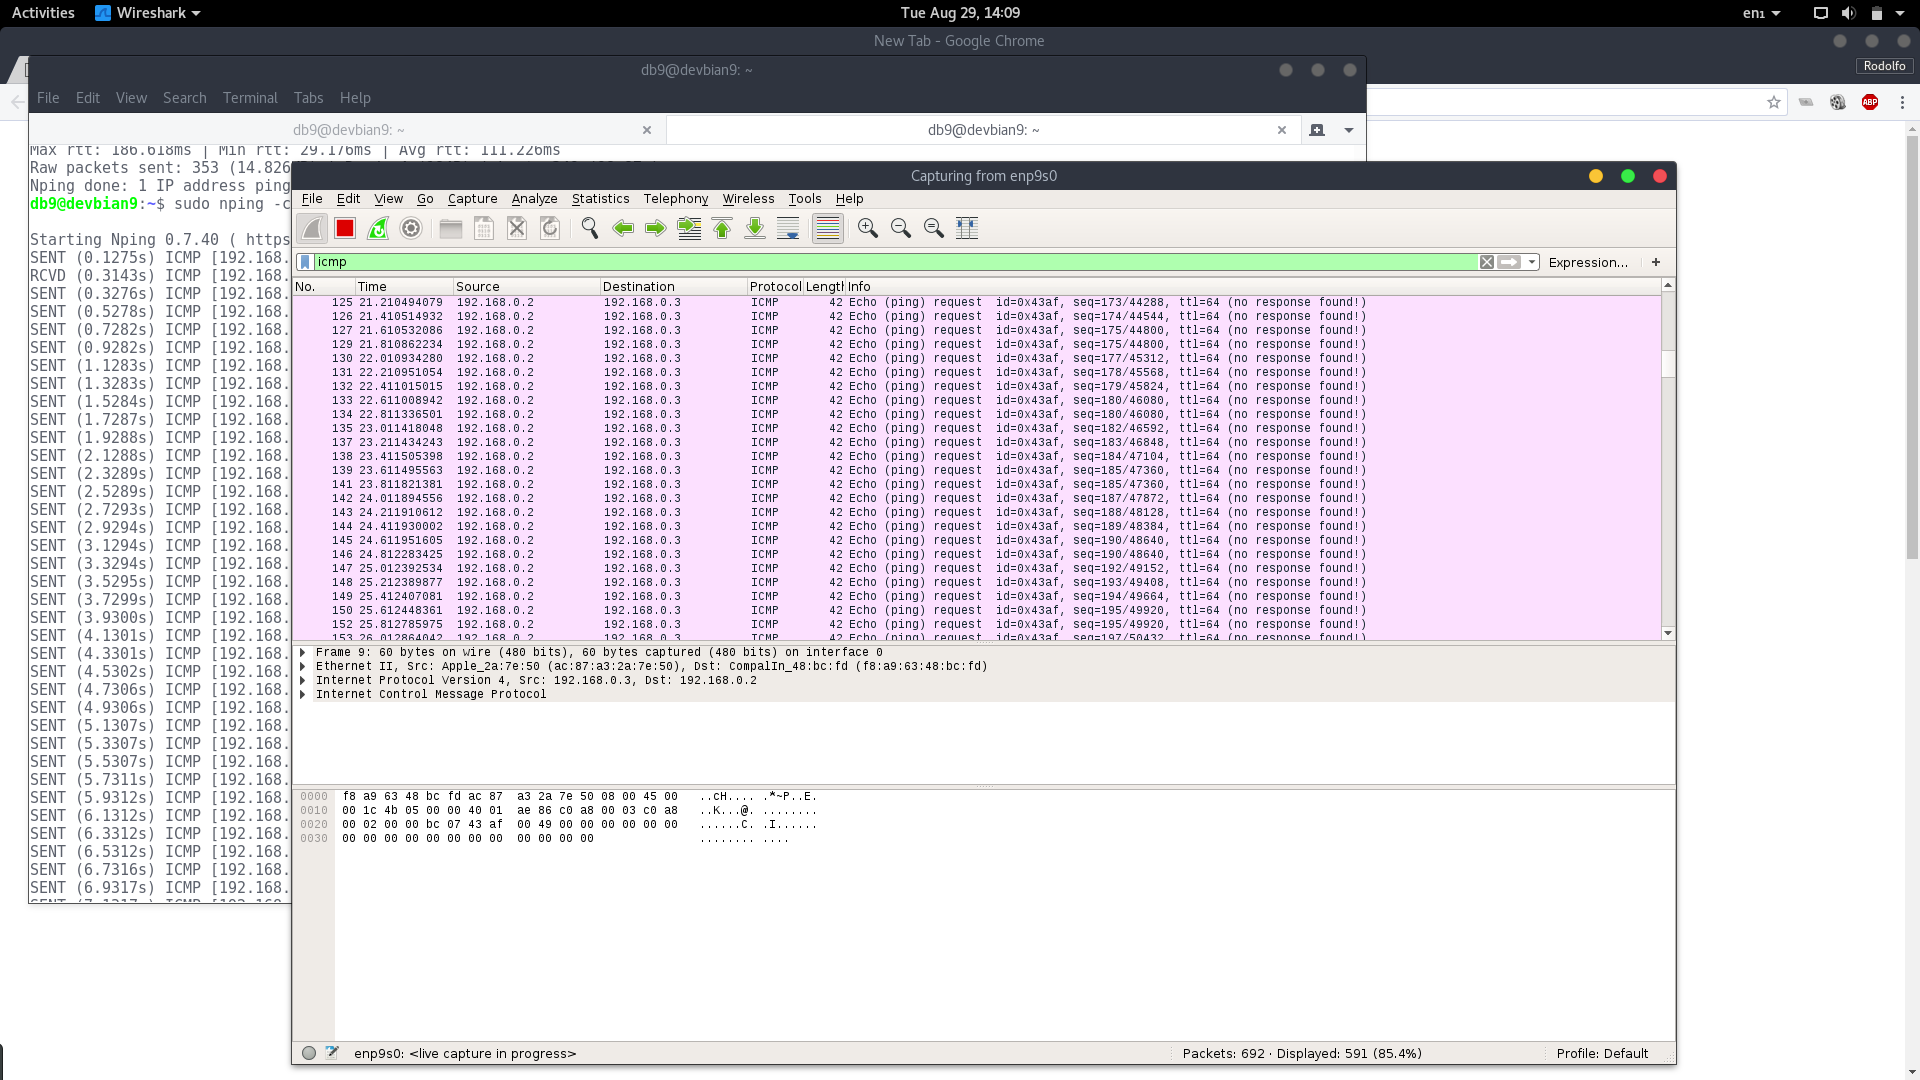 Activities Wireshark Tue Aug 29, 14:09 en₁
New Tab - Google Chrome
Rodolfo
ABP
db9@devbian9: ~
File Edit View Search Terminal Tabs Help
db9@devbian9: ~ db9@devbian9: ~
Max rtt: 186.618ms | Min rtt: 29.176ms | Avg rtt: 111.226ms
Raw packets sent: 353 (14.826
Nping done: 1 IP address ping
db9@devbian9:~$ sudo nping -c
Starting Nping 0.7.40 ( https
SENT (0.1275s) ICMP [192.168.
RCVD (0.3143s) ICMP [192.168.
SENT (0.3276s) ICMP [192.168.
SENT (0.5278s) ICMP [192.168.
SENT (0.7282s) ICMP [192.168.
SENT (0.9282s) ICMP [192.168.
SENT (1.1283s) ICMP [192.168.
SENT (1.3283s) ICMP [192.168.
SENT (1.5284s) ICMP [192.168.
SENT (1.7287s) ICMP [192.168.
SENT (1.9288s) ICMP [192.168.
SENT (2.1288s) ICMP [192.168.
SENT (2.3289s) ICMP [192.168.
SENT (2.5289s) ICMP [192.168.
SENT (2.7293s) ICMP [192.168.
SENT (2.9294s) ICMP [192.168.
SENT (3.1294s) ICMP [192.168.
SENT (3.3294s) ICMP [192.168.
SENT (3.5295s) ICMP [192.168.
SENT (3.7299s) ICMP [192.168.
SENT (3.9300s) ICMP [192.168.
SENT (4.1301s) ICMP [192.168.
SENT (4.3301s) ICMP [192.168.
SENT (4.5302s) ICMP [192.168.
SENT (4.7306s) ICMP [192.168.
SENT (4.9306s) ICMP [192.168.
SENT (5.1307s) ICMP [192.168.
SENT (5.3307s) ICMP [192.168.
SENT (5.5307s) ICMP [192.168.
SENT (5.7311s) ICMP [192.168.
SENT (5.9312s) ICMP [192.168.
SENT (6.1312s) ICMP [192.168.
SENT (6.3312s) ICMP [192.168.
SENT (6.5312s) ICMP [192.168.
SENT (6.7316s) ICMP [192.168.
SENT (6.9317s) ICMP [192.168.
Capturing from enp9s0
File Edit View Go Capture Analyze Statistics Telephony Wireless Tools Help
icmp Expression... +
No. Time Source Destination Protocol Length Info
125 21.210494079 192.168.0.2 192.168.0.3 ICMP 42 Echo (ping) request id=0x43af, seq=173/44288, ttl=64 (no response found!)
126 21.410514932 192.168.0.2 192.168.0.3 ICMP 42 Echo (ping) request id=0x43af, seq=174/44544, ttl=64 (no response found!)
127 21.610532086 192.168.0.2 192.168.0.3 ICMP 42 Echo (ping) request id=0x43af, seq=175/44800, ttl=64 (no response found!)
129 21.810862234 192.168.0.2 192.168.0.3 ICMP 42 Echo (ping) request id=0x43af, seq=175/44800, ttl=64 (no response found!)
130 22.010934280 192.168.0.2 192.168.0.3 ICMP 42 Echo (ping) request id=0x43af, seq=177/45312, ttl=64 (no response found!)
131 22.210951054 192.168.0.2 192.168.0.3 ICMP 42 Echo (ping) request id=0x43af, seq=178/45568, ttl=64 (no response found!)
132 22.411015015 192.168.0.2 192.168.0.3 ICMP 42 Echo (ping) request id=0x43af, seq=179/45824, ttl=64 (no response found!)
133 22.611008942 192.168.0.2 192.168.0.3 ICMP 42 Echo (ping) request id=0x43af, seq=180/46080, ttl=64 (no response found!)
134 22.811336501 192.168.0.2 192.168.0.3 ICMP 42 Echo (ping) request id=0x43af, seq=180/46080, ttl=64 (no response found!)
135 23.011418048 192.168.0.2 192.168.0.3 ICMP 42 Echo (ping) request id=0x43af, seq=182/46592, ttl=64 (no response found!)
137 23.211434243 192.168.0.2 192.168.0.3 ICMP 42 Echo (ping) request id=0x43af, seq=183/46848, ttl=64 (no response found!)
138 23.411505398 192.168.0.2 192.168.0.3 ICMP 42 Echo (ping) request id=0x43af, seq=184/47104, ttl=64 (no response found!)
139 23.611495563 192.168.0.2 192.168.0.3 ICMP 42 Echo (ping) request id=0x43af, seq=185/47360, ttl=64 (no response found!)
141 23.811821381 192.168.0.2 192.168.0.3 ICMP 42 Echo (ping) request id=0x43af, seq=185/47360, ttl=64 (no response found!)
142 24.011894556 192.168.0.2 192.168.0.3 ICMP 42 Echo (ping) request id=0x43af, seq=187/47872, ttl=64 (no response found!)
143 24.211910612 192.168.0.2 192.168.0.3 ICMP 42 Echo (ping) request id=0x43af, seq=188/48128, ttl=64 (no response found!)
144 24.411930002 192.168.0.2 192.168.0.3 ICMP 42 Echo (ping) request id=0x43af, seq=189/48384, ttl=64 (no response found!)
145 24.611951605 192.168.0.2 192.168.0.3 ICMP 42 Echo (ping) request id=0x43af, seq=190/48640, ttl=64 (no response found!)
146 24.812283425 192.168.0.2 192.168.0.3 ICMP 42 Echo (ping) request id=0x43af, seq=190/48640, ttl=64 (no response found!)
147 25.012392534 192.168.0.2 192.168.0.3 ICMP 42 Echo (ping) request id=0x43af, seq=192/49152, ttl=64 (no response found!)
148 25.212389877 192.168.0.2 192.168.0.3 ICMP 42 Echo (ping) request id=0x43af, seq=193/49408, ttl=64 (no response found!)
149 25.412407081 192.168.0.2 192.168.0.3 ICMP 42 Echo (ping) request id=0x43af, seq=194/49664, ttl=64 (no response found!)
150 25.612448361 192.168.0.2 192.168.0.3 ICMP 42 Echo (ping) request id=0x43af, seq=195/49920, ttl=64 (no response found!)
152 25.812785975 192.168.0.2 192.168.0.3 ICMP 42 Echo (ping) request id=0x43af, seq=195/49920, ttl=64 (no response found!)
153 26.012864042 192.168.0.2 192.168.0.3 ICMP 42 Echo (ping) request id=0x43af, seq=197/50432, ttl=64 (no response found!)
Frame 9: 60 bytes on wire (480 bits), 60 bytes captured (480 bits) on interface 0
Ethernet II, Src: Apple_2a:7e:50 (ac:87:a3:2a:7e:50), Dst: CompalIn_48:bc:fd (f8:a9:63:48:bc:fd)
Internet Protocol Version 4, Src: 192.168.0.3, Dst: 192.168.0.2
Internet Control Message Protocol
0000 f8 a9 63 48 bc fd ac 87 a3 2a 7e 50 08 00 45 00 ..cH.... .*~P..E.
0010 00 1c 4b 05 00 00 40 01 ae 86 c0 a8 00 03 c0 a8 ..K...@. ........
0020 00 02 00 00 bc 07 43 af 00 49 00 00 00 00 00 00 ......C. .I......
0030 00 00 00 00 00 00 00 00 00 00 00 00 ........ ....
enp9s0: <live capture in progress> Packets: 692 · Displayed: 591 (85.4%) Profile: Default